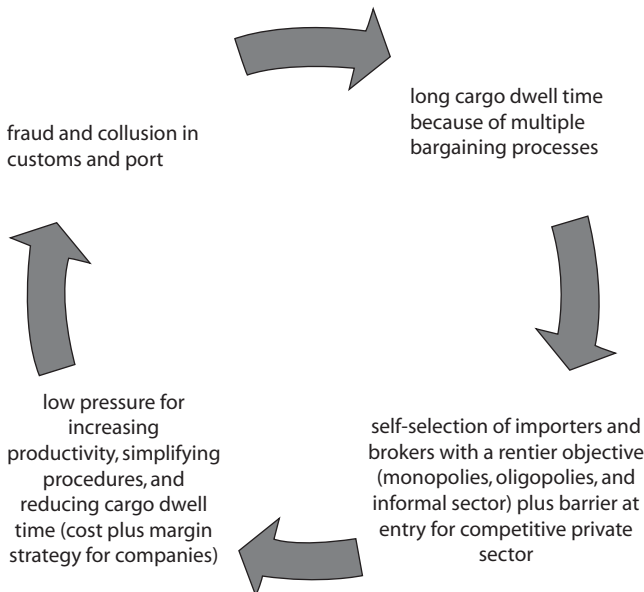 fraud and collusion in
customs and port
long cargo dwell time
because of multiple
bargaining processes
self-selection of importers and
brokers with a rentier objective
(monopolies, oligopolies, and
informal sector) plus barrier at
entry for competitive private
sector
low pressure for
increasing
productivity, simplifying
procedures, and
reducing cargo dwell
time (cost plus margin
strategy for companies)